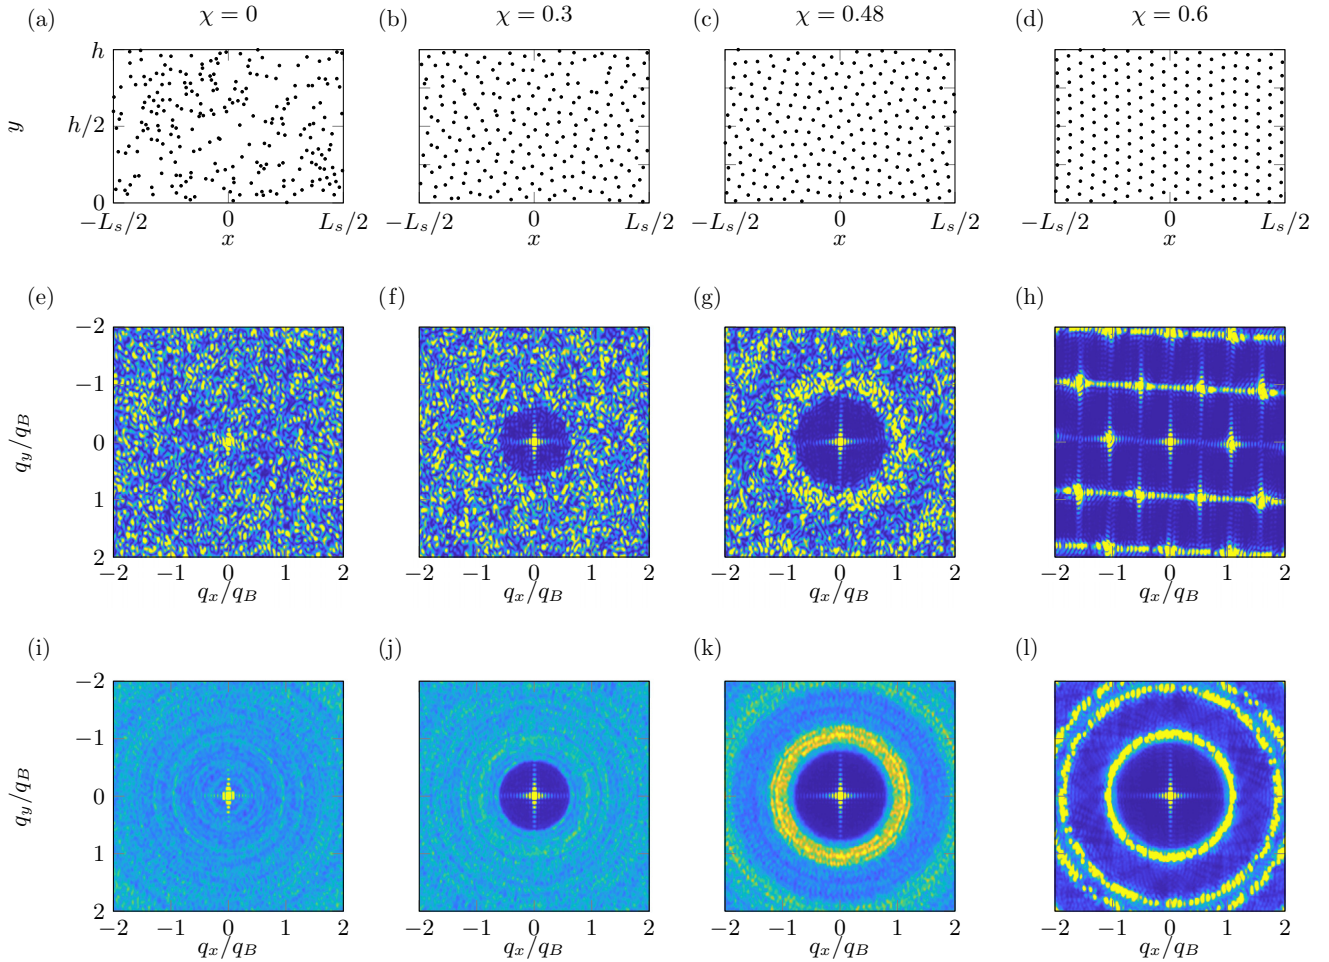 (a) χ = 0 (b) χ = 0.3 (c) χ = 0.48 (d) χ = 0.6
h
y h/2
0
−L_s/2 0 L_s/2 −L_s/2 0 L_s/2 −L_s/2 0 L_s/2 −L_s/2 0 L_s/2
x x x x
(e) (f) (g) (h)
−2
−1
q_y/q_B 0
1
2
−2 −1 0 1 2 −2 −1 0 1 2 −2 −1 0 1 2 −2 −1 0 1 2
q_x/q_B q_x/q_B q_x/q_B q_x/q_B
(i) (j) (k) (l)
−2
−1
q_y/q_B 0
1
2
−2 −1 0 1 2 −2 −1 0 1 2 −2 −1 0 1 2 −2 −1 0 1 2
q_x/q_B q_x/q_B q_x/q_B q_x/q_B